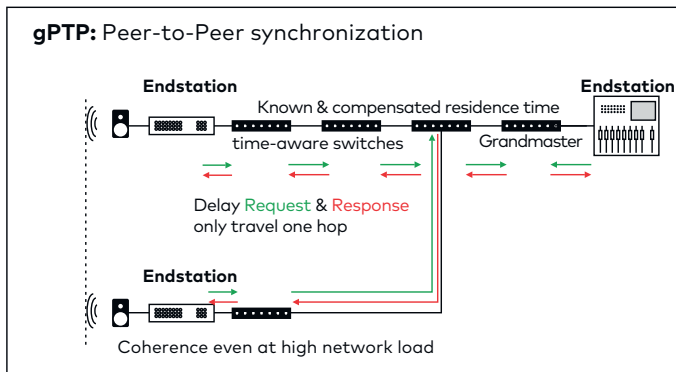 gPTP: Peer-to-Peer synchronization
Endstation
Endstation
Known & compensated residence time
time-aware switches
Grandmaster
Delay Request & Response
only travel one hop
Endstation
Coherence even at high network load